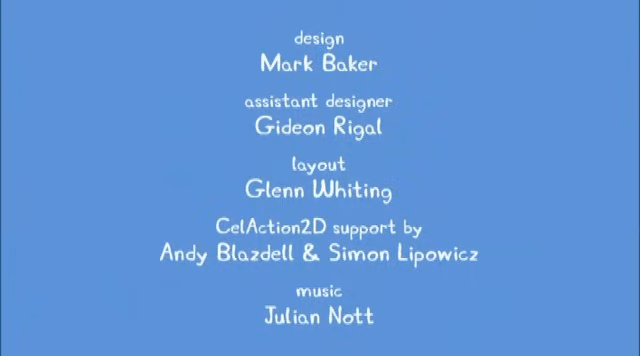 design
Mark Baker
assistant designer
Gideon Rigal
layout
Glenn Whiting
CelAction2D support by
Andy Blazdell & Simon Lipowicz
music
Julian Nott